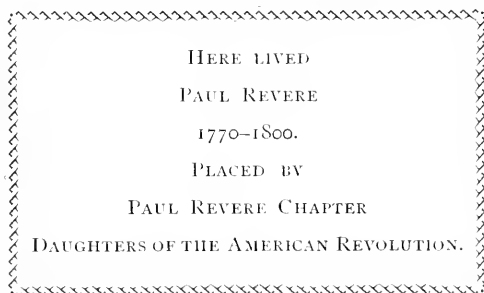 HERE LIVED
PAUL REVERE
1770–1800.
PLACED BY
PAUL REVERE CHAPTER
DAUGHTERS OF THE AMERICAN REVOLUTION.